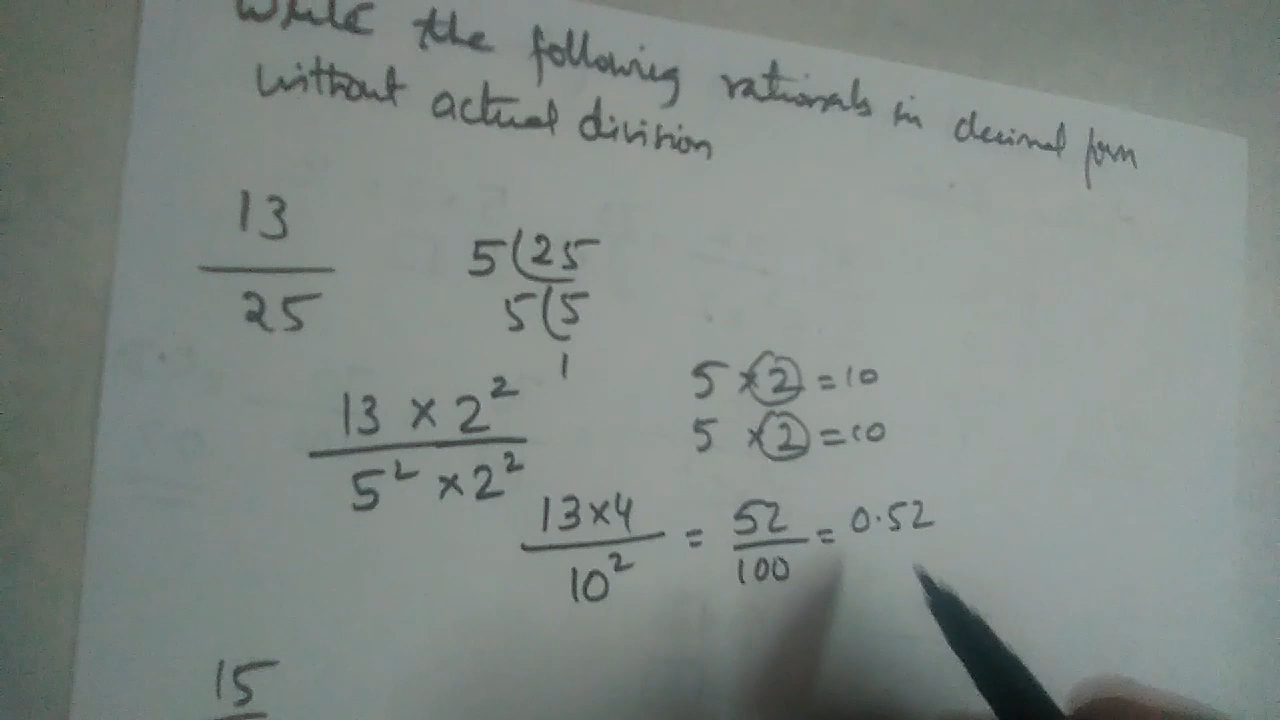 Write the following rationals in decimal form
without actual division
13
25
5(25
5(5
1
13 × 2²
5² × 2²
5 × 2 = 10
5 × 2 = 10
13×4 / 10² = 52/100 = 0.52
15